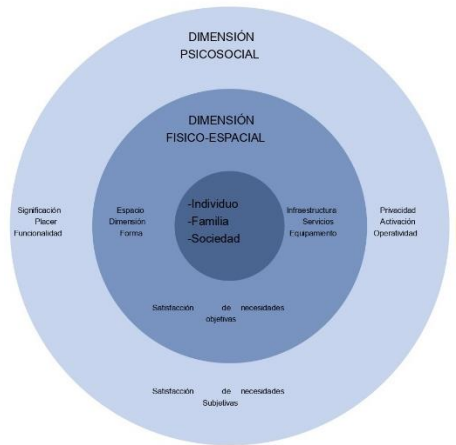 DIMENSIÓN
PSICOSOCIAL
DIMENSIÓN
FISICO-ESPACIAL
-Individuo
-Familia
-Sociedad
Significación
Placer
Funcionalidad
Espacio
Dimensión
Forma
Infraestructura
Servicios
Equipamiento
Privacidad
Activación
Operatividad
Satisfacción de necesidades
objetivas
Satisfacción de necesidades
Subjetivas